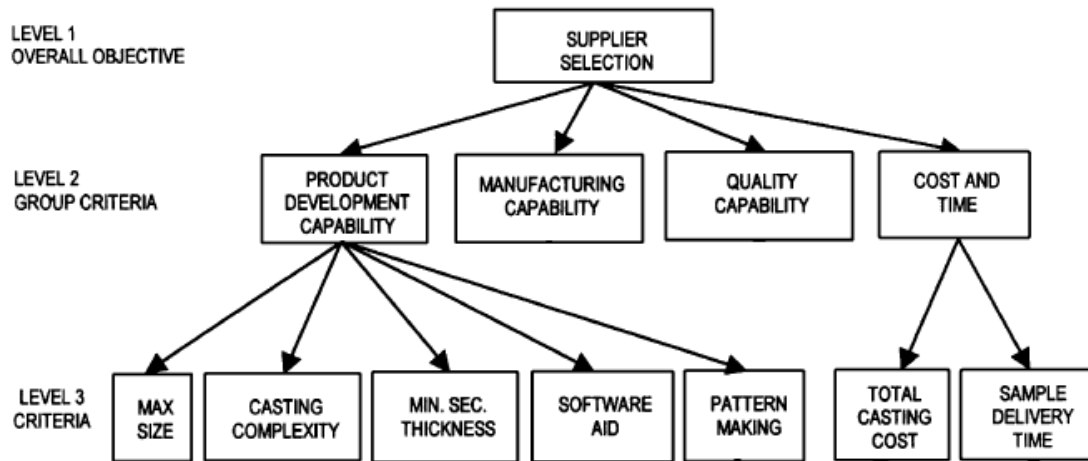 LEVEL 1
OVERALL OBJECTIVE
SUPPLIER
SELECTION
LEVEL 2
GROUP CRITERIA
PRODUCT
DEVELOPMENT
CAPABILITY
MANUFACTURING
CAPABILITY
QUALITY
CAPABILITY
COST AND
TIME
LEVEL 3
CRITERIA
MAX
SIZE
CASTING
COMPLEXITY
MIN. SEC.
THICKNESS
SOFTWARE
AID
PATTERN
MAKING
TOTAL
CASTING
COST
SAMPLE
DELIVERY
TIME